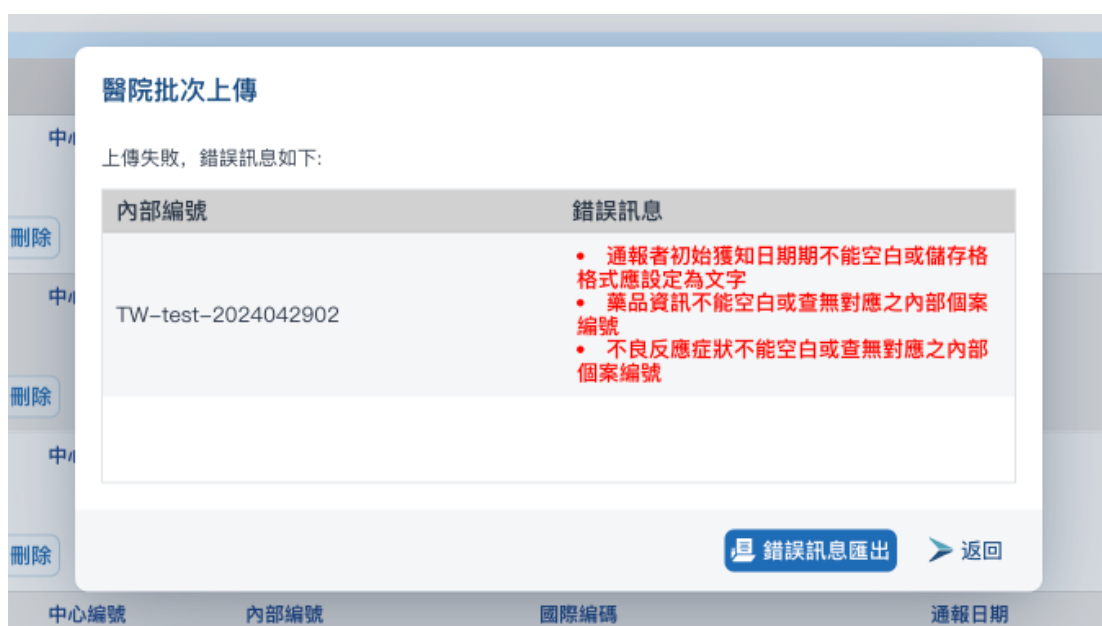 醫院批次上傳
上傳失敗，錯誤訊息如下:
內部編號 錯誤訊息
TW-test-2024042902
• 通報者初始獲知日期期不能空白或儲存格
格式應設定為文字
• 藥品資訊不能空白或查無對應之內部個案
編號
• 不良反應症狀不能空白或查無對應之內部
個案編號
錯誤訊息匯出 返回
中心
刪除
中心
刪除
中心
刪除
中心編號 內部編號 國際編碼 通報日期